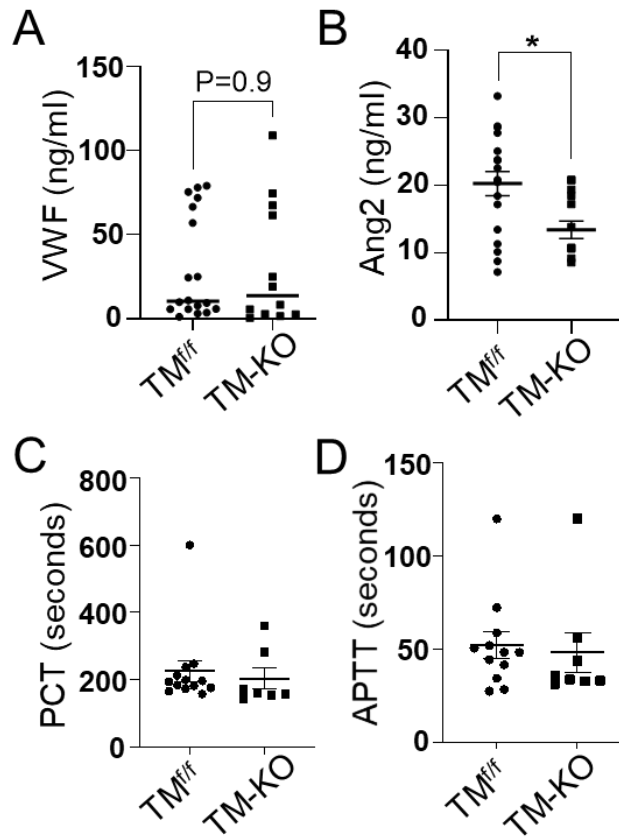 A
VWF (ng/ml)
150
100
50
0
P=0.9
TMf/f
TM-KO
B
Ang2 (ng/ml)
40
30
20
10
0
*
TMf/f
TM-KO
C
PCT (seconds)
800
600
400
200
0
TMf/f
TM-KO
D
APTT (seconds)
150
100
50
0
TMf/f
TM-KO